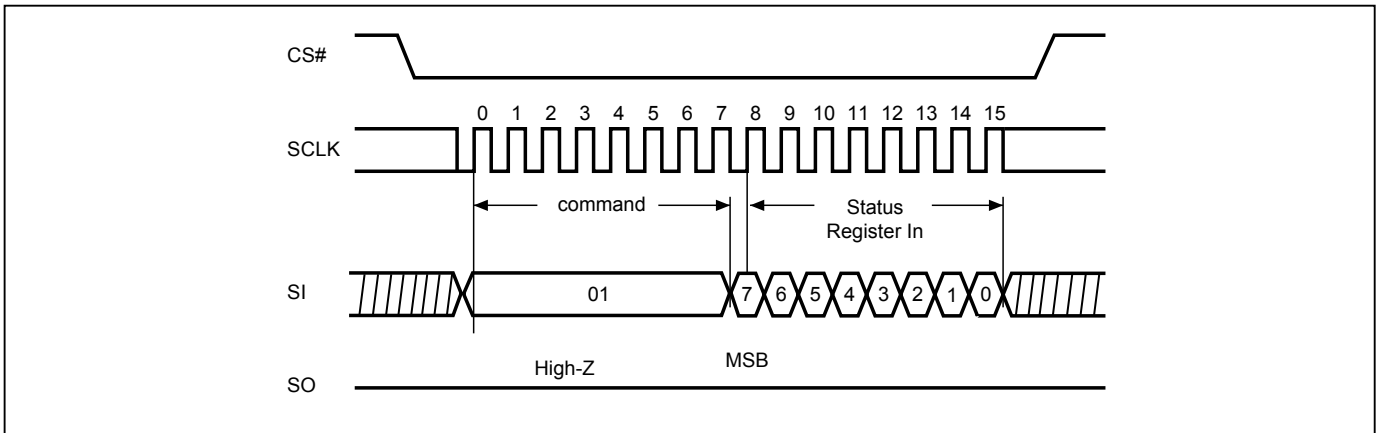 CS#
0 1 2 3 4 5 6 7 8 9 10 11 12 13 14 15
SCLK
command
Status
Register In
SI
01 7 6 5 4 3 2 1 0
High-Z
MSB
SO